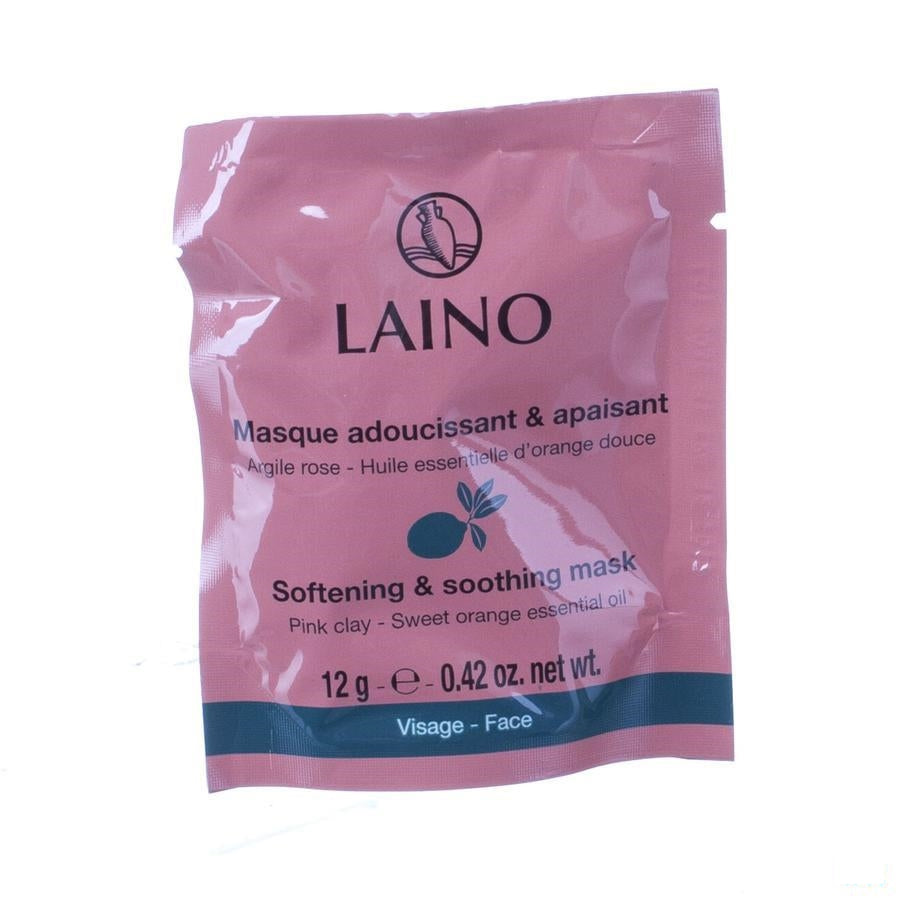 LAINO
Masque adoucissant & apaisant
Argile rose - Huile essentielle d'orange douce
Softening & soothing mask
Pink clay - Sweet orange essential oil
12 g - ℮ - 0.42 oz. net wt.
Visage - Face